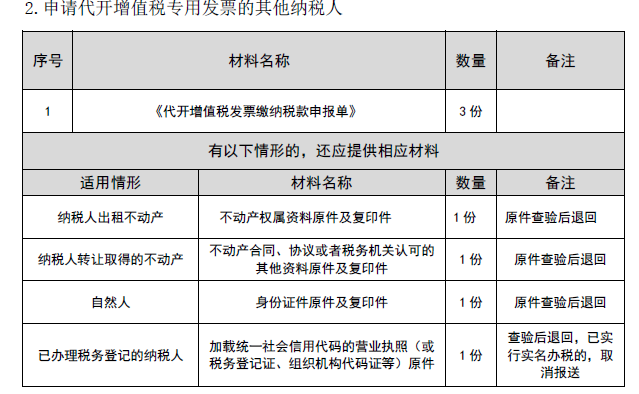 2.申请代开增值税专用发票的其他纳税人
序号 材料名称 数量 备注
1 《代开增值税发票缴纳税款申报单》 3 份
有以下情形的，还应提供相应材料
适用情形 材料名称 数量 备注
纳税人出租不动产 不动产权属资料原件及复印件 1 份 原件查验后退回
纳税人转让取得的不动产 不动产合同、协议或者税务机关认可的
其他资料原件及复印件 1 份 原件查验后退回
自然人 身份证件原件及复印件 1 份 原件查验后退回
已办理税务登记的纳税人 加载统一社会信用代码的营业执照（或
税务登记证、组织机构代码证等）原件 1 份 查验后退回，已实
行实名办税的，取
消报送